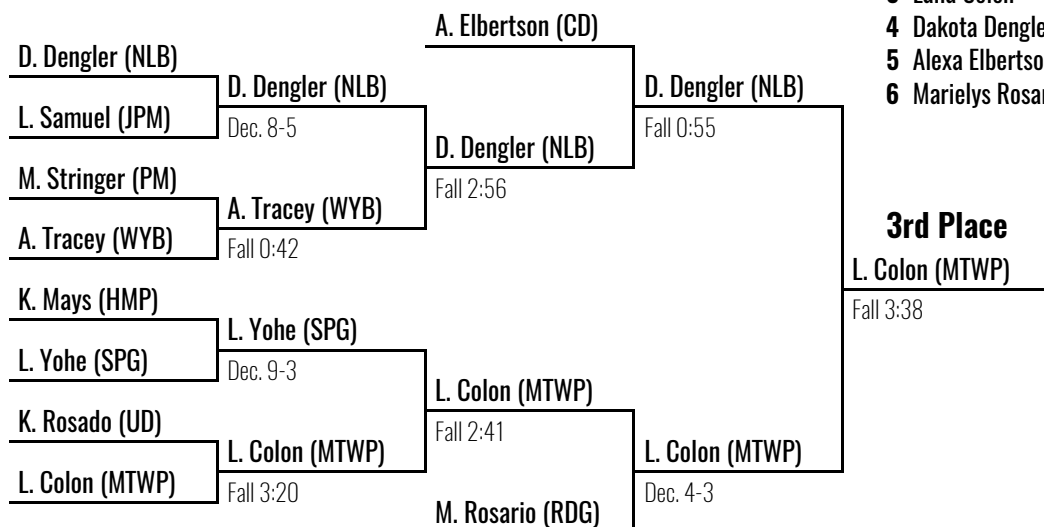 4 Dakota
5 Alexa
6 Marielys
A. Elbertson (CD)
D. Dengler (NLB)
D. Dengler (NLB)
D. Dengler (NLB)
L. Samuel (JPM)
Dec. 8-5
Fall 0:55
D. Dengler (NLB)
M. Stringer (PM)
Fall 2:56
A. Tracey (WYB)
A. Tracey (WYB)
Fall 0:42
3rd Place
L. Colon (MTWP)
Fall 3:38
K. Mays (HMP)
L. Yohe (SPG)
L. Yohe (SPG)
Dec. 9-3
L. Colon (MTWP)
K. Rosado (UD)
Fall 2:41
L. Colon (MTWP)
L. Colon (MTWP)
L. Colon (MTWP)
Fall 3:20
Dec. 4-3
M. Rosario (RDG)